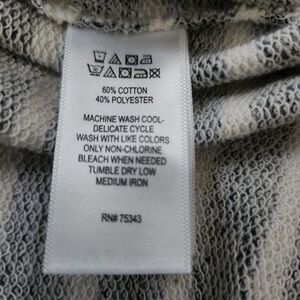 60% COTTON
40% POLYESTER
MACHINE WASH COOL-
DELICATE CYCLE
WASH WITH LIKE COLORS
ONLY NON-CHLORINE
BLEACH WHEN NEEDED
TUMBLE DRY LOW
MEDIUM IRON
RN# 75343